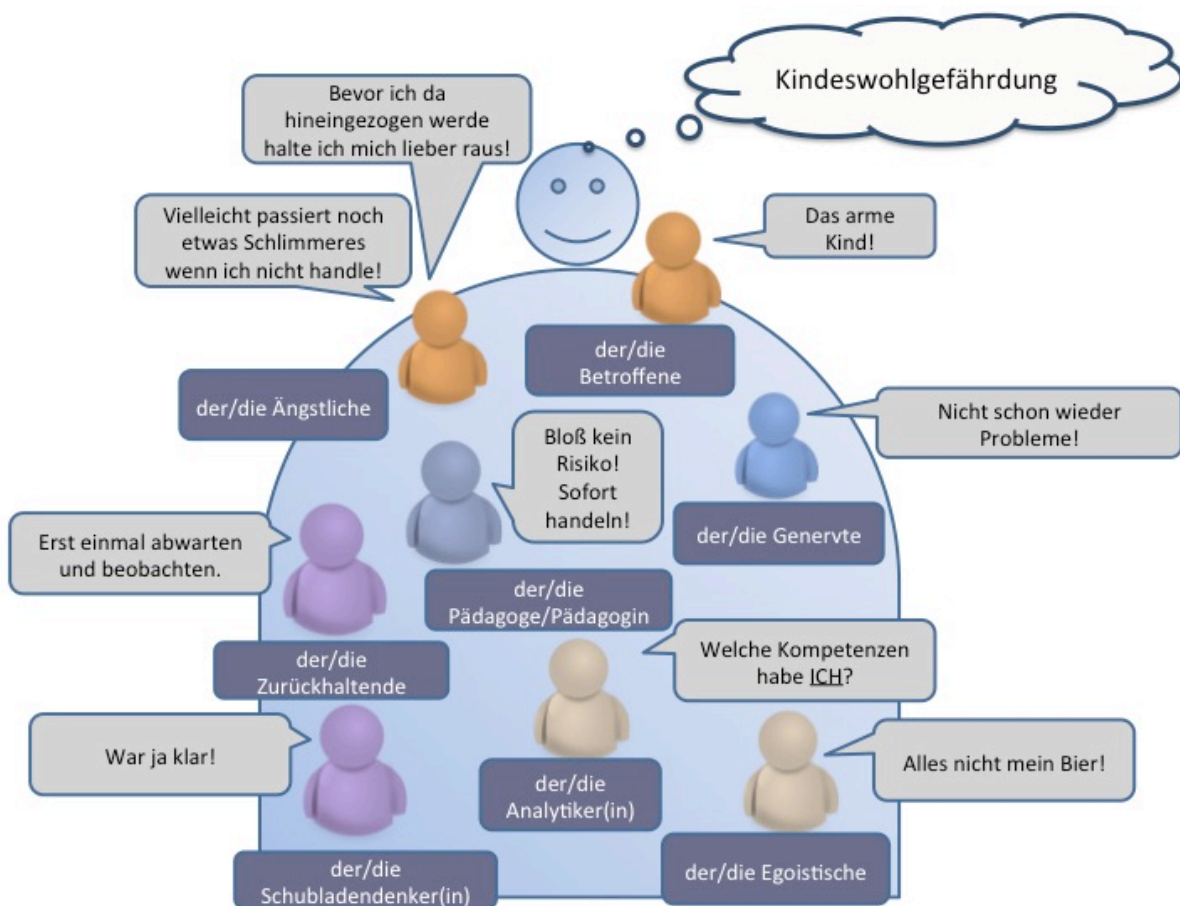 Kindeswohlgefährdung
Bevor ich da
hineingezogen werde
halte ich mich lieber raus!
Vielleicht passiert noch
etwas Schlimmeres
wenn ich nicht handle!
Das arme
Kind!
der/die
Betroffene
der/die Ängstliche
Nicht schon wieder
Probleme!
Bloß kein
Risiko!
Sofort
handeln!
der/die Genervte
Erst einmal abwarten
und beobachten.
der/die
Pädagoge/Pädagogin
der/die
Zurückhaltende
Welche Kompetenzen
habe ICH?
War ja klar!
Alles nicht mein Bier!
der/die
Analytiker(in)
der/die
Schubladendenker(in)
der/die Egoistische